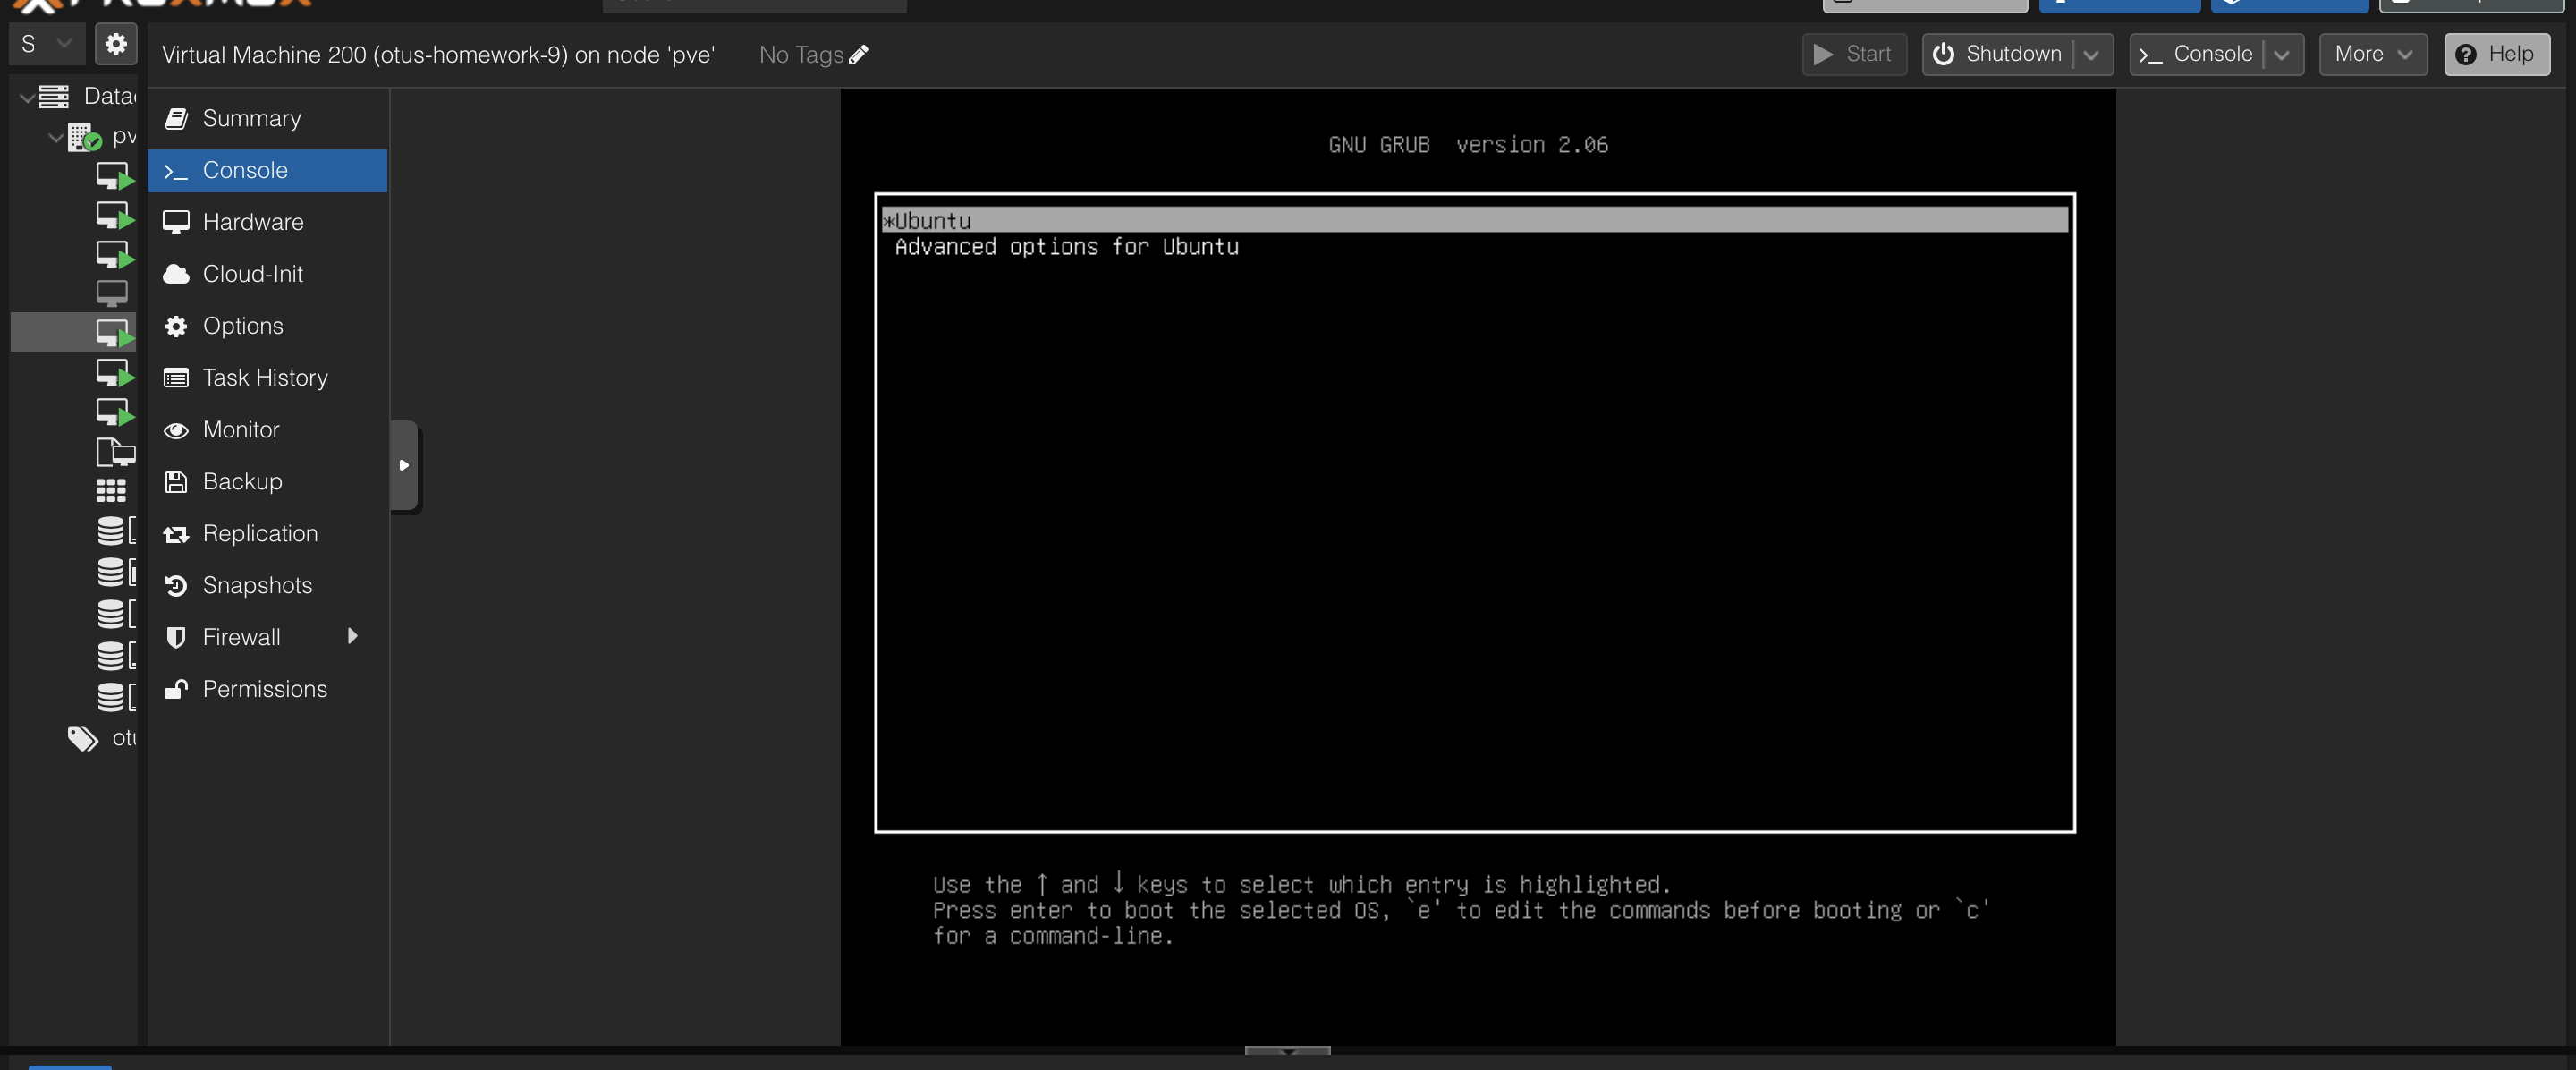 PROXMOX
S
Virtual Machine 200 (otus-homework-9) on node 'pve'
No Tags
Start
Shutdown
Console
More
Help
Summary
Console
Hardware
Cloud-Init
Options
Task History
Monitor
Backup
Replication
Snapshots
Firewall
Permissions
GNU GRUB version 2.06
*Ubuntu
Advanced options for Ubuntu
Use the ↑ and ↓ keys to select which entry is highlighted.
Press enter to boot the selected OS, `e' to edit the commands before booting or `c'
for a command-line.